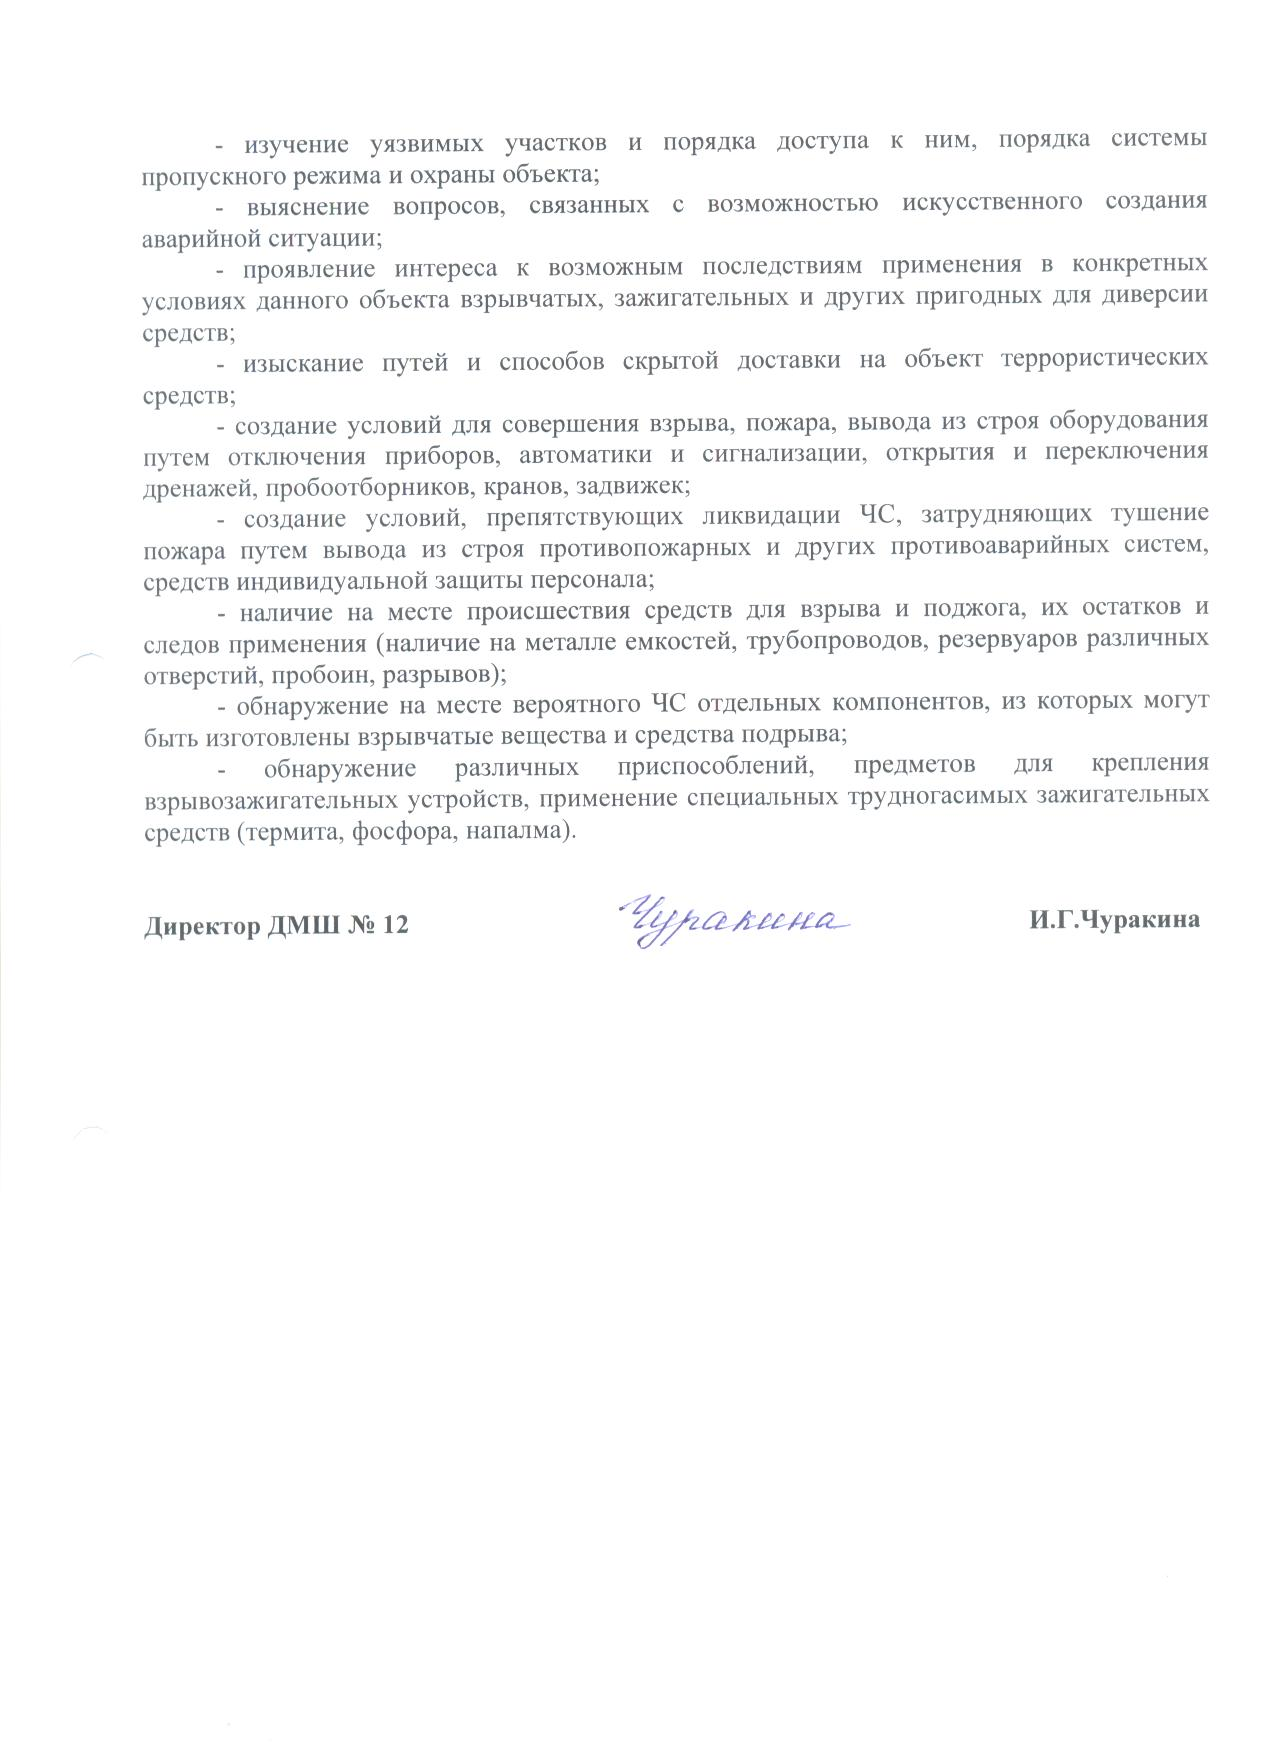 - изучение уязвимых участков и порядка доступа к ним, порядка системы
пропускного режима и охраны объекта;
- выяснение вопросов, связанных с возможностью искусственного создания
аварийной ситуации;
- проявление интереса к возможным последствиям применения в конкретных
условиях данного объекта взрывчатых, зажигательных и других пригодных для диверсии
средств;
- изыскание путей и способов скрытой доставки на объект террористических
средств;
- создание условий для совершения взрыва, пожара, вывода из строя оборудования
путем отключения приборов, автоматики и сигнализации, открытия и переключения
дренажей, пробоотборников, кранов, задвижек;
- создание условий, препятствующих ликвидации ЧС, затрудняющих тушение
пожара путем вывода из строя противопожарных и других противоаварийных систем,
средств индивидуальной защиты персонала;
- наличие на месте происшествия средств для взрыва и поджога, их остатков и
следов применения (наличие на металле емкостей, трубопроводов, резервуаров различных
отверстий, пробоин, разрывов);
- обнаружение на месте вероятного ЧС отдельных компонентов, из которых могут
быть изготовлены взрывчатые вещества и средства подрыва;
- обнаружение различных приспособлений, предметов для крепления
взрывозажигательных устройств, применение специальных трудногасимых зажигательных
средств (термита, фосфора, напалма).
Директор ДМШ № 12 Чуракина И.Г.Чуракина